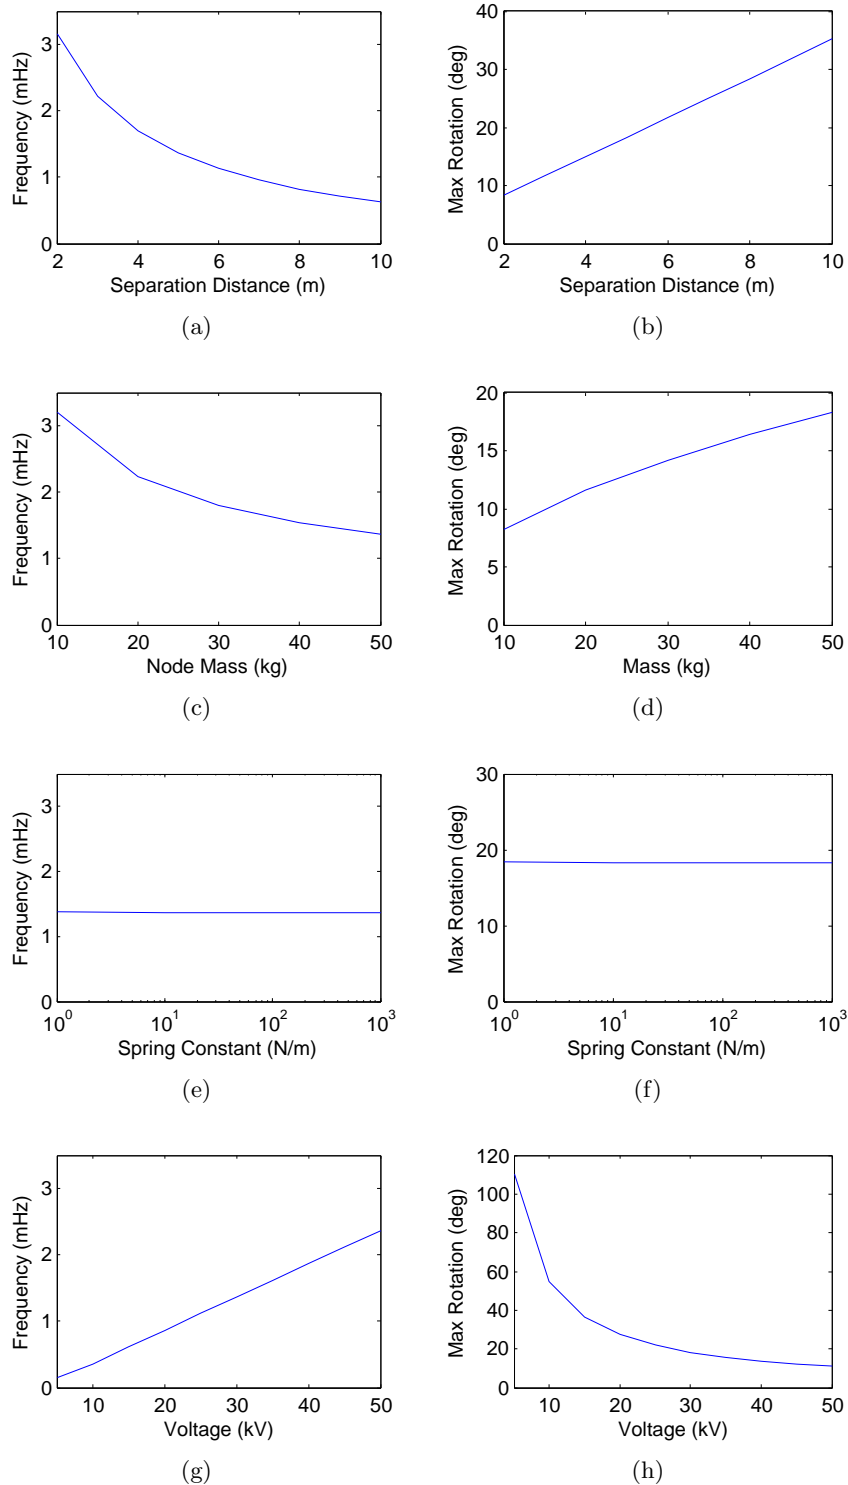 Frequency (mHz)
3
2
1
0
2 4 6 8 10
Separation Distance (m)
(a)
Max Rotation (deg)
40
30
20
10
0
2 4 6 8 10
Separation Distance (m)
(b)
Frequency (mHz)
3
2
1
0
10 20 30 40 50
Node Mass (kg)
(c)
Max Rotation (deg)
20
15
10
5
0
10 20 30 40 50
Mass (kg)
(d)
Frequency (mHz)
3
2
1
0
10^0 10^1 10^2 10^3
Spring Constant (N/m)
(e)
Max Rotation (deg)
30
20
10
0
10^0 10^1 10^2 10^3
Spring Constant (N/m)
(f)
Frequency (mHz)
3
2
1
0
10 20 30 40 50
Voltage (kV)
(g)
Max Rotation (deg)
120
100
80
60
40
20
0
10 20 30 40 50
Voltage (kV)
(h)